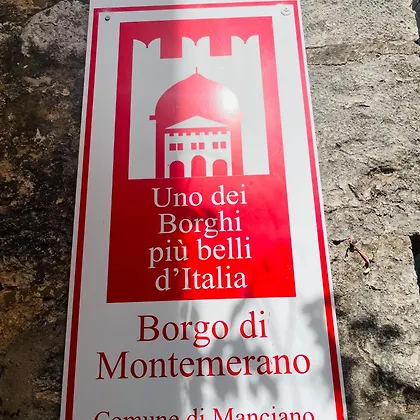 Uno dei
Borghi
più belli
d'Italia
Borgo di
Montemerano
Comune di Manciano